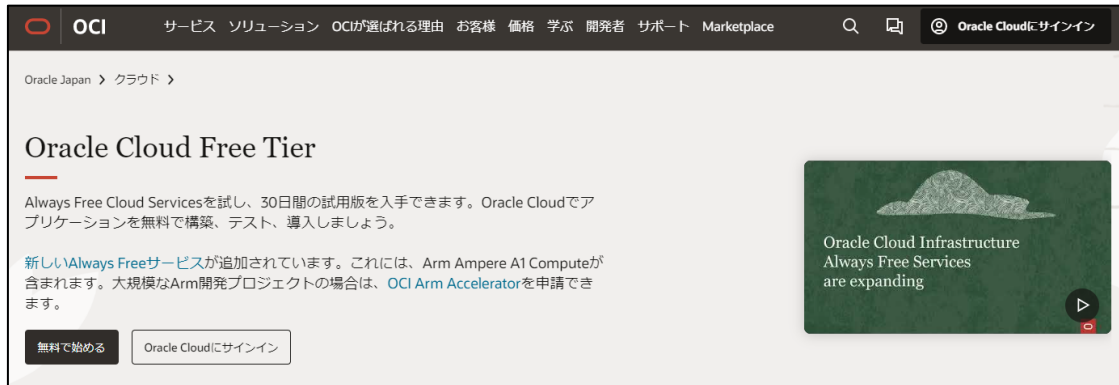 OCI
サービス ソリューション OCIが選ばれる理由 お客様 価格 学ぶ 開発者 サポート Marketplace
Oracle Cloudにサインイン
Oracle Japan > クラウド >
Oracle Cloud Free Tier
Always Free Cloud Servicesを試し、30日間の試用版を入手できます。Oracle Cloudでア
プリケーションを無料で構築、テスト、導入しましょう。
新しいAlways Freeサービスが追加されています。これには、Arm Ampere A1 Computeが
含まれます。大規模なArm開発プロジェクトの場合は、OCI Arm Acceleratorを申請でき
ます。
無料で始める
Oracle Cloudにサインイン
Oracle Cloud Infrastructure
Always Free Services
are expanding